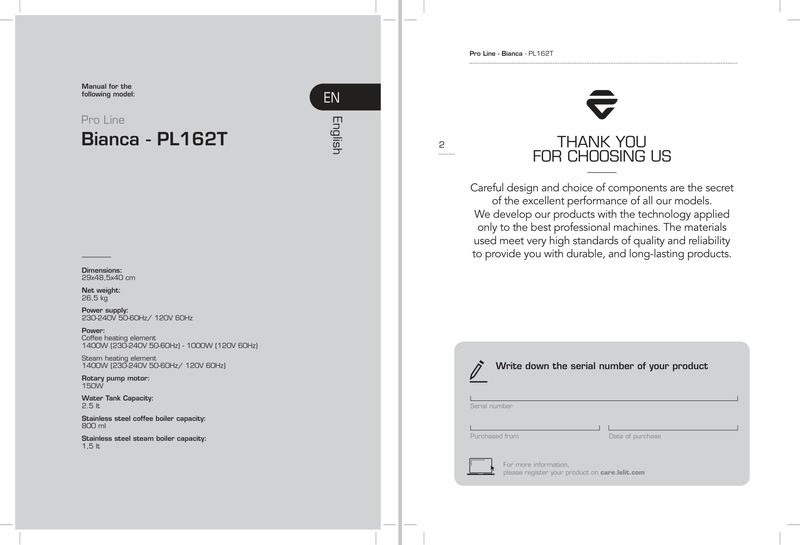 Manual for the
following model:
Pro Line
Bianca - PL162T
EN
English
Dimensions:
29x48,5x40 cm
Net weight:
26,5 kg
Power supply:
230-240V 50-60Hz/ 120V 60Hz
Power:
Coffee heating element
1400W (230-240V 50-60Hz) - 1000W (120V 60Hz)
Steam heating element
1400W (230-240V 50-60Hz/ 120V 60Hz)
Rotary pump motor:
150W
Water Tank Capacity:
2.5 lt
Stainless steel coffee boiler capacity:
800 ml
Stainless steel steam boiler capacity:
1,5 lt
Pro Line - Bianca - PL162T
2
THANK YOU
FOR CHOOSING US
Careful design and choice of components are the secret
of the excellent performance of all our models.
We develop our products with the technology applied
only to the best professional machines. The materials
used meet very high standards of quality and reliability
to provide you with durable, and long-lasting products.
Write down the serial number of your product
Serial number
Purchased from
Date of purchase
For more information,
please register your product on care.lelit.com